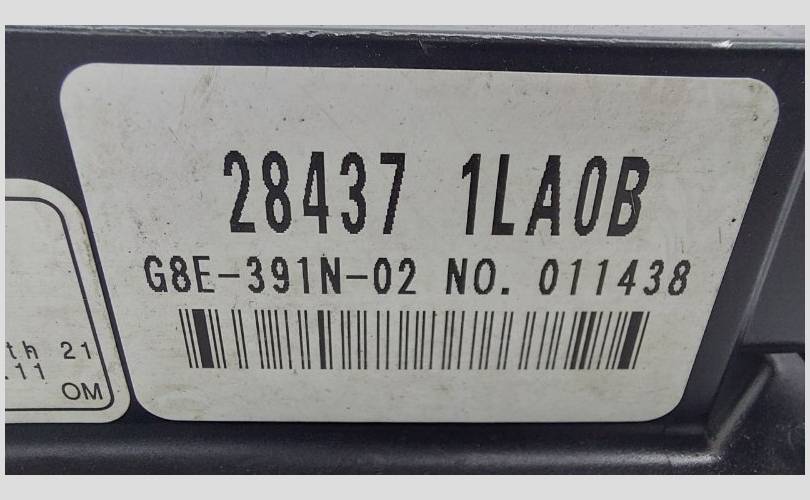 28437 1LA0B
G8E-391N-02 NO. 011438
th 21
.11
OM